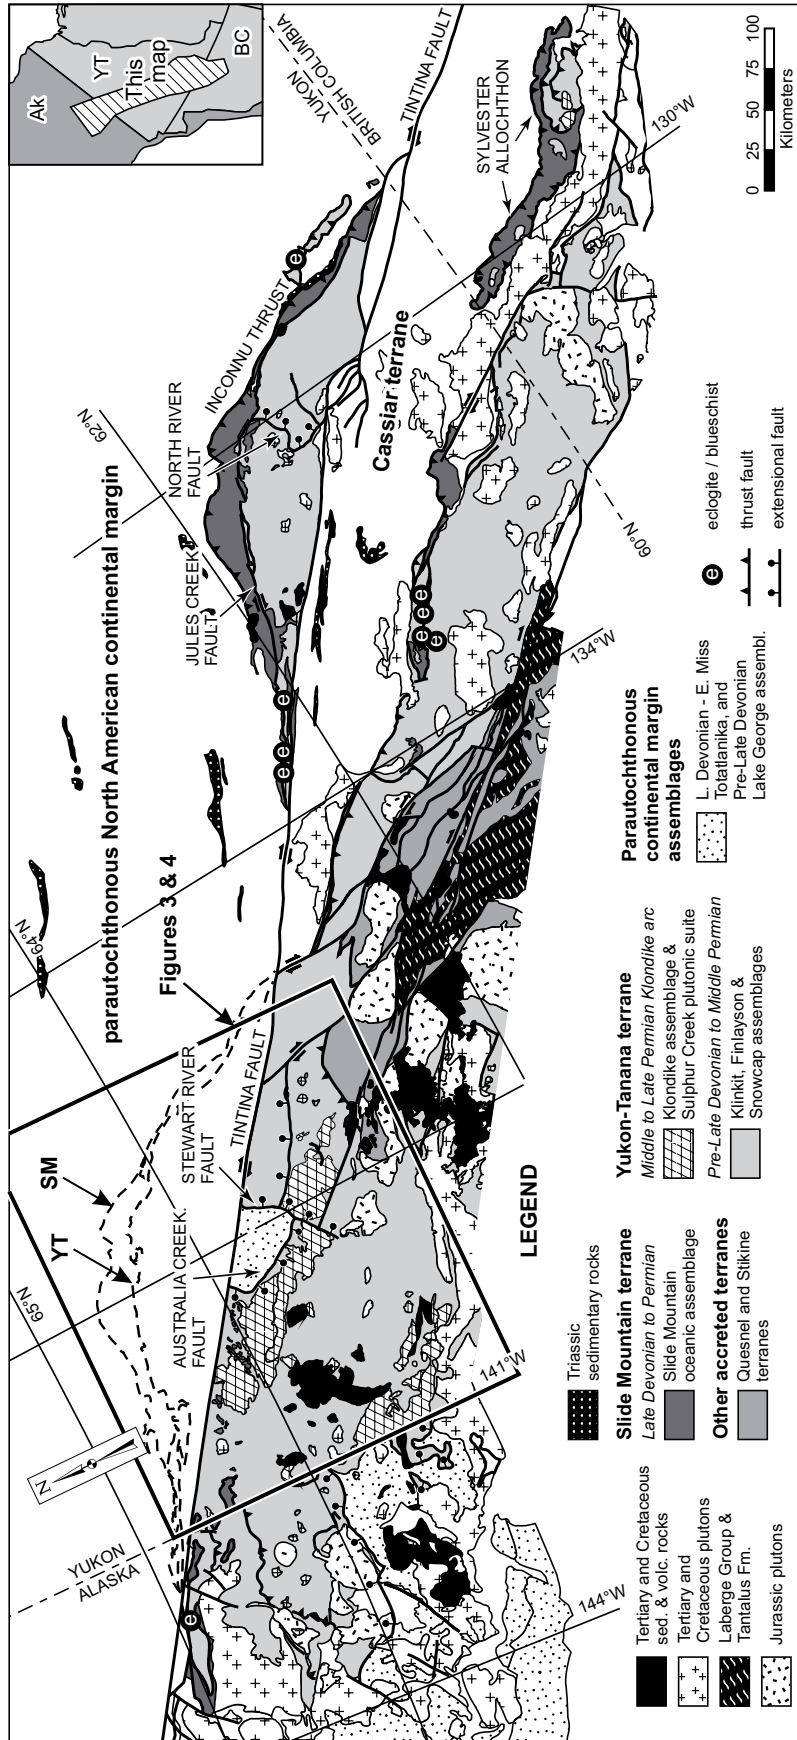 Ak
YT
BC
This
map
YUKON
BRITISH COLUMBIA
TINTINA FAULT
SYLVESTER
ALLOCHTHON
130°W
0 25 50 75 100
Kilometers
INCONNU THRUST
e
Cassiar terrane
NORTH RIVER
FAULT
62°N
JULES CREEK
FAULT
60°N
e
e
e
e
134°W
e
e
e
parautochthonous North American continental margin
64°N
Figures 3 & 4
TINTINA FAULT
STEWART RIVER
FAULT
SM
YT
AUSTRALIA CREEK
FAULT
65°N
141°W
N
YUKON
ALASKA
e
144°W
LEGEND
Tertiary and Cretaceous
sed. & volc. rocks
Tertiary and
Cretaceous plutons
Laberge Group &
Tantalus Fm.
Jurassic plutons
Triassic
sedimentary rocks
Slide Mountain terrane
Late Devonian to Permian
Slide Mountain
oceanic assemblage
Other accreted terranes
Quesnel and Stikine
terranes
Yukon-Tanana terrane
Middle to Late Permian Klondike arc
Klondike assemblage &
Sulphur Creek plutonic suite
Pre-Late Devonian to Middle Permian
Klinkit, Finlayson &
Snowcap assemblages
Parautochthonous
continental margin
assemblages
L. Devonian - E. Miss
Totatlanika, and
Pre-Late Devonian
Lake George assembl.
e eclogite / blueschist
thrust fault
extensional fault